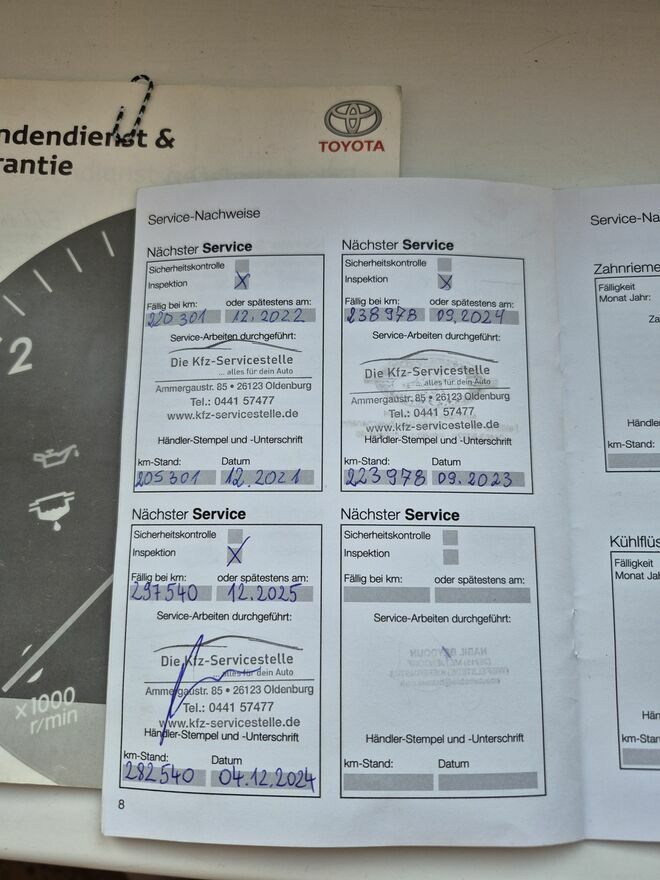 ndendienst &
rantie
TOYOTA
2
x1000
r/min
Service-Nachweise
Nächster Service
Sicherheitskontrolle
Inspektion X
Fällig bei km: oder spätestens am:
220 301 12.2022
Service-Arbeiten durchgeführt:
Die Kfz-Servicestelle
... alles für dein Auto
Ammergaustr. 85 • 26123 Oldenburg
Tel.: 0441 57477
www.kfz-servicestelle.de
Händler-Stempel und -Unterschrift
km-Stand: Datum
205 301 12.2021
Nächster Service
Sicherheitskontrolle
Inspektion X
Fällig bei km: oder spätestens am:
238 978 09.2024
Service-Arbeiten durchgeführt:
Die Kfz-Servicestelle
... alles für dein Auto
Ammergaustr. 85 • 26123 Oldenburg
Tel.: 0441 57477
www.kfz-servicestelle.de
Händler-Stempel und -Unterschrift
km-Stand: Datum
223 978 09.2023
Nächster Service
Sicherheitskontrolle
Inspektion X
Fällig bei km: oder spätestens am:
297 540 12.2025
Service-Arbeiten durchgeführt:
Die Kfz-Servicestelle
alles für dein Auto
Ammergaustr. 85 • 26123 Oldenburg
Tel.: 0441 57477
www.kfz-servicestelle.de
Händler-Stempel und -Unterschrift
km-Stand: Datum
282 540 04.12.2024
Nächster Service
Sicherheitskontrolle
Inspektion
Fällig bei km: oder spätestens am:
Service-Arbeiten durchgeführt:
Händler-Stempel und -Unterschrift
km-Stand: Datum
8
Service-Na
Zahnrieme
Fälligkeit
Monat Jahr:
Za
Händle
km-Stand:
Kühlflüs
Fälligkeit
Monat Jah
Hän
km-Stand: